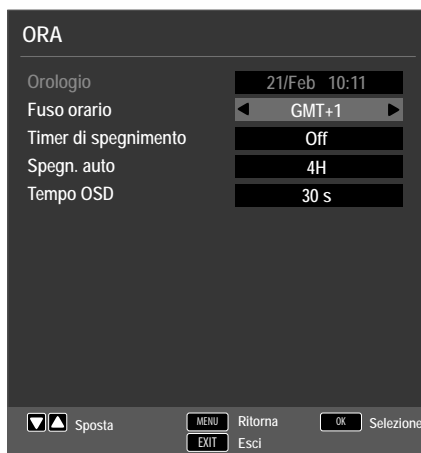 ORA
Orologio 21/Feb 10:11
Fuso orario GMT+1
Timer di spegnimento Off
Spegn. auto 4H
Tempo OSD 30 s
Sposta MENU Ritorna OK Selezione
EXIT Esci